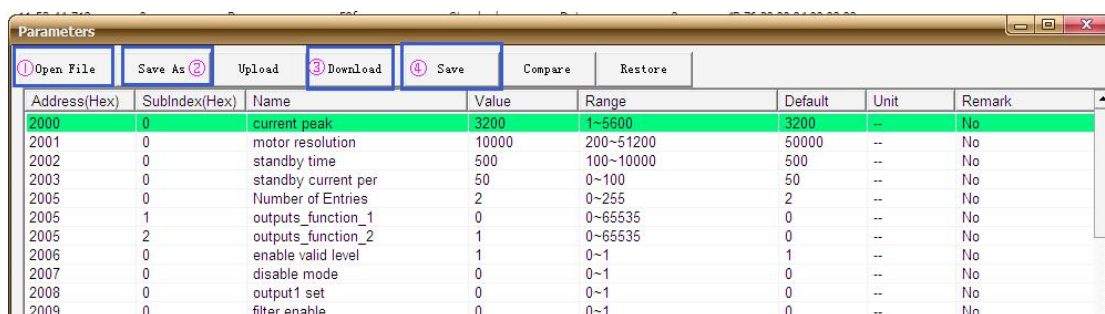 Parameters
①Open File Save As② Upload ③Download ④ Save Compare Restore
Address(Hex) SubIndex(Hex) Name Value Range Default Unit Remark
2000 0 current peak 3200 1~5600 3200 -- No
2001 0 motor resolution 10000 200~51200 50000 -- No
2002 0 standby time 500 100~10000 500 -- No
2003 0 standby current per 50 0~100 50 -- No
2005 0 Number of Entries 2 0~255 2 -- No
2005 1 outputs_function_1 0 0~65535 0 -- No
2005 2 outputs_function_2 1 0~65535 0 -- No
2006 0 enable valid level 1 0~1 1 -- No
2007 0 disable mode 0 0~1 0 -- No
2008 0 output1 set 0 0~1 0 -- No
2009 0 filter enable 0 0~1 0 -- No